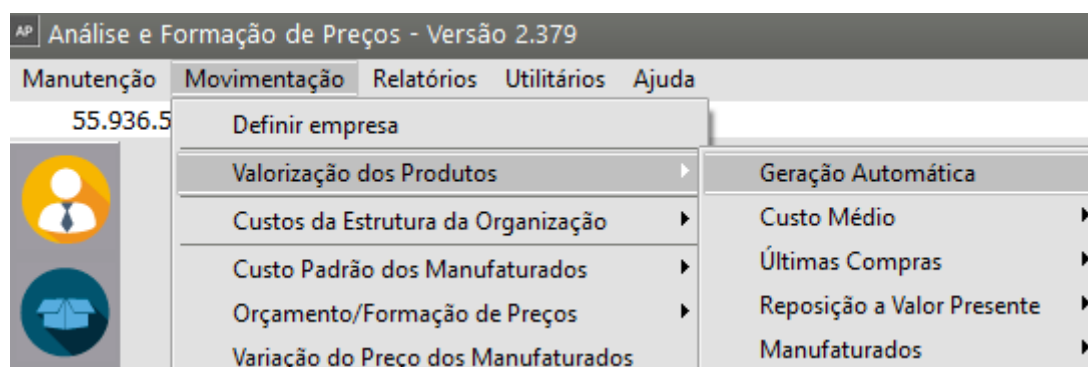 AP Análise e Formação de Preços - Versão 2.379
Manutenção Movimentação Relatórios Utilitários Ajuda
55.936.5
Definir empresa
Valorização dos Produtos
Custos da Estrutura da Organização
Custo Padrão dos Manufaturados
Orçamento/Formação de Preços
Variação do Preço dos Manufaturados
Geração Automática
Custo Médio
Últimas Compras
Reposição a Valor Presente
Manufaturados